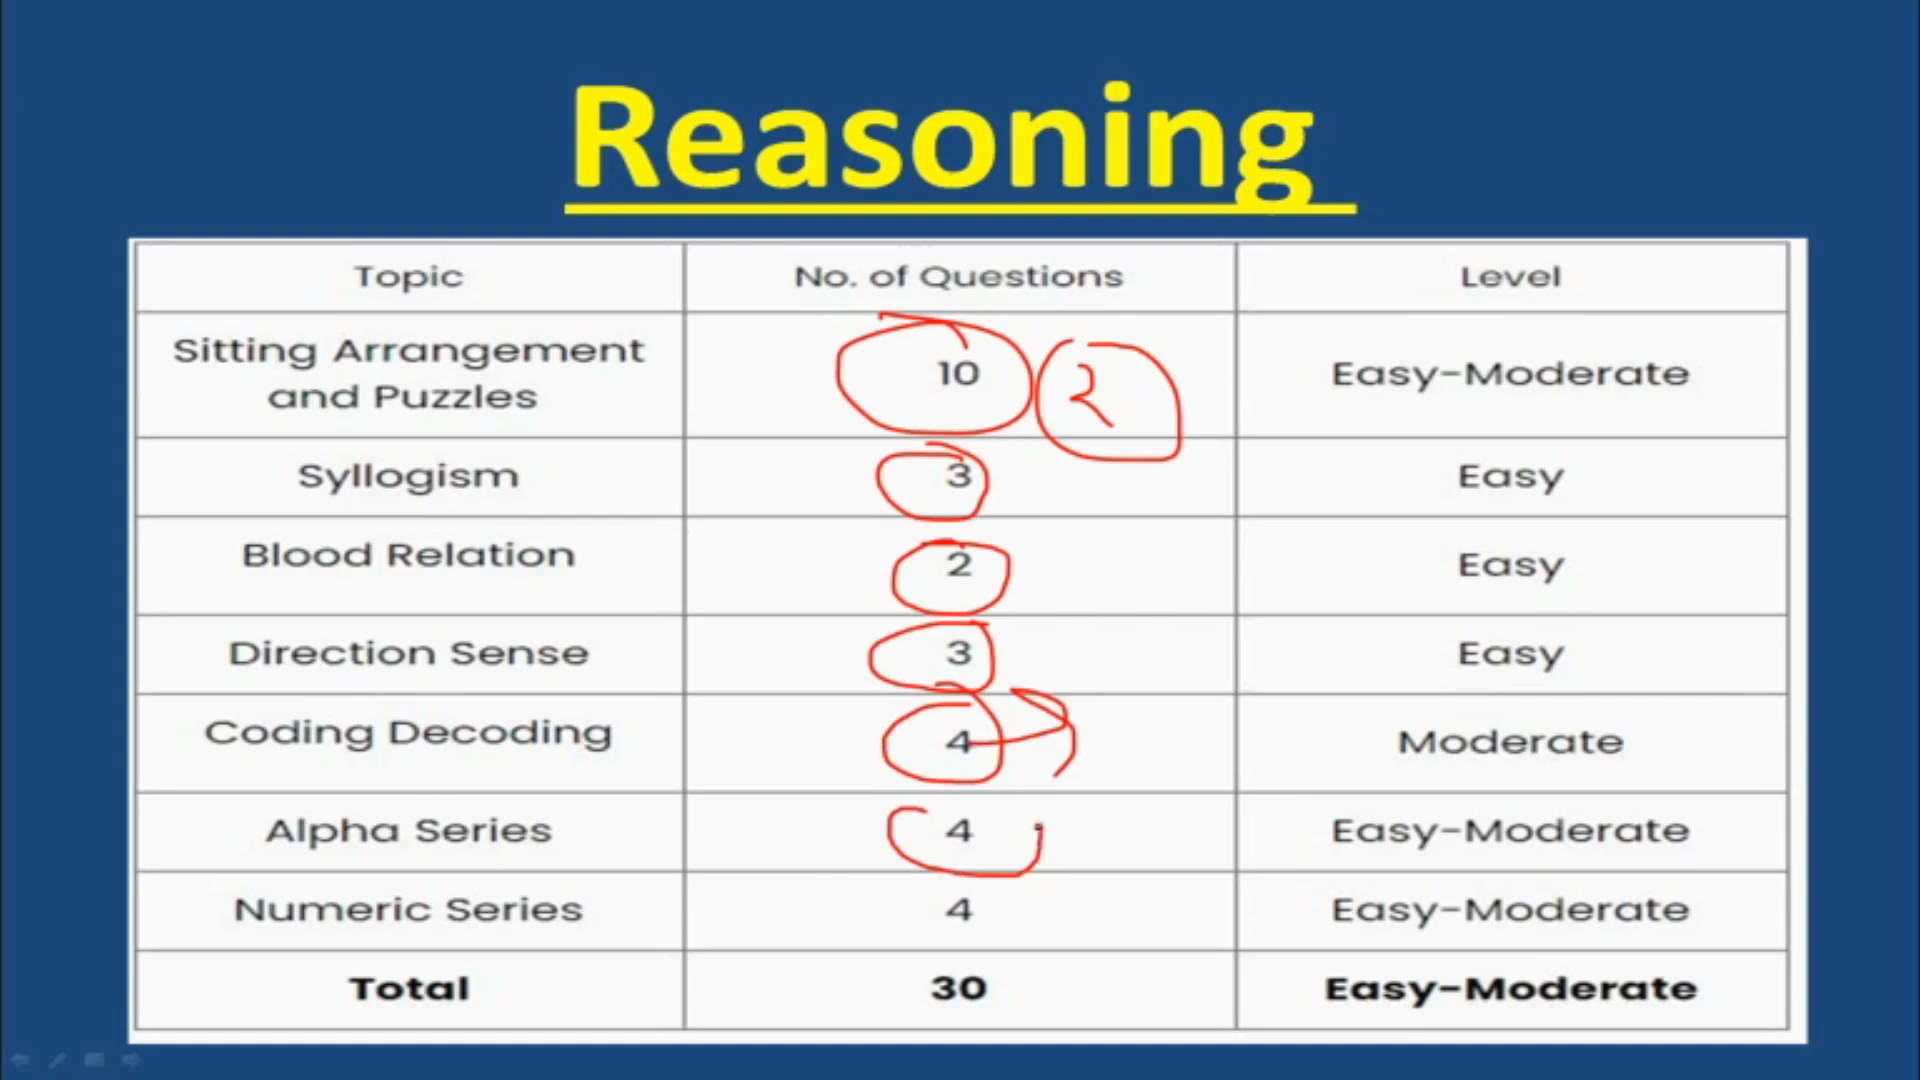 Reasoning
Topic No. of Questions Level
Sitting Arrangement
and Puzzles
10 २ Easy-Moderate
Syllogism 3 Easy
Blood Relation 2 Easy
Direction Sense 3 Easy
Coding Decoding 4 Moderate
Alpha Series 4 Easy-Moderate
Numeric Series 4 Easy-Moderate
Total 30 Easy-Moderate